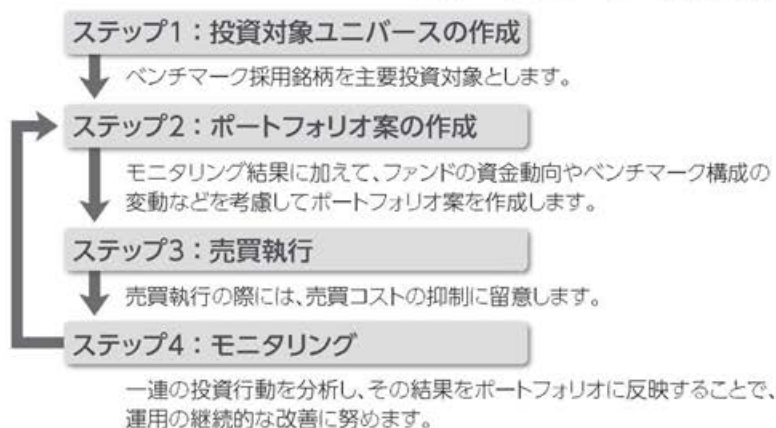 ステップ1：投資対象ユニバースの作成
ベンチマーク採用銘柄を主要投資対象とします。
ステップ2：ポートフォリオ案の作成
モニタリング結果に加えて、ファンドの資金動向やベンチマーク構成の
変動などを考慮してポートフォリオ案を作成します。
ステップ3：売買執行
売買執行の際には、売買コストの抑制に留意します。
ステップ4：モニタリング
一連の投資行動を分析し、その結果をポートフォリオに反映することで、
運用の継続的な改善に努めます。